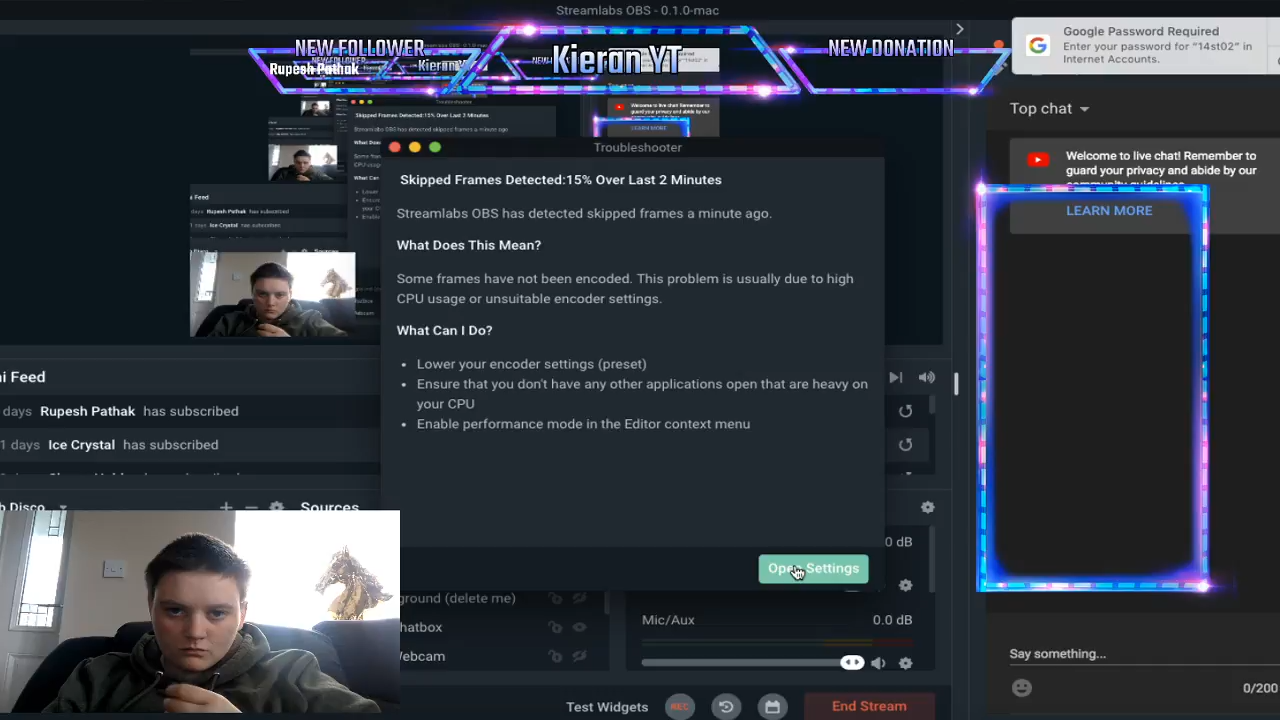 Streamlabs OBS - 0.1.0-mac
NEW FOLLOWER
Rupesh Pathak
Kieran YT
NEW DONATION
Google Password Required
Enter your password for “14st02” in
Internet Accounts.
Top chat
Welcome to live chat! Remember to
guard your privacy and abide by our
community guidelines.
LEARN MORE
Troubleshooter
Skipped Frames Detected:15% Over Last 2 Minutes
Streamlabs OBS has detected skipped frames a minute ago.
What Does This Mean?
Some frames have not been encoded. This problem is usually due to high
CPU usage or unsuitable encoder settings.
What Can I Do?
• Lower your encoder settings (preset)
• Ensure that you don't have any other applications open that are heavy on
your CPU
• Enable performance mode in the Editor context menu
Open Settings
ni Feed
days Rupesh Pathak has subscribed
1 days Ice Crystal has subscribed
Disco
Sources
ground (delete me)
hatbox
Webcam
0 dB
Mic/Aux
0.0 dB
Test Widgets
REC
End Stream
Say something...
0/200